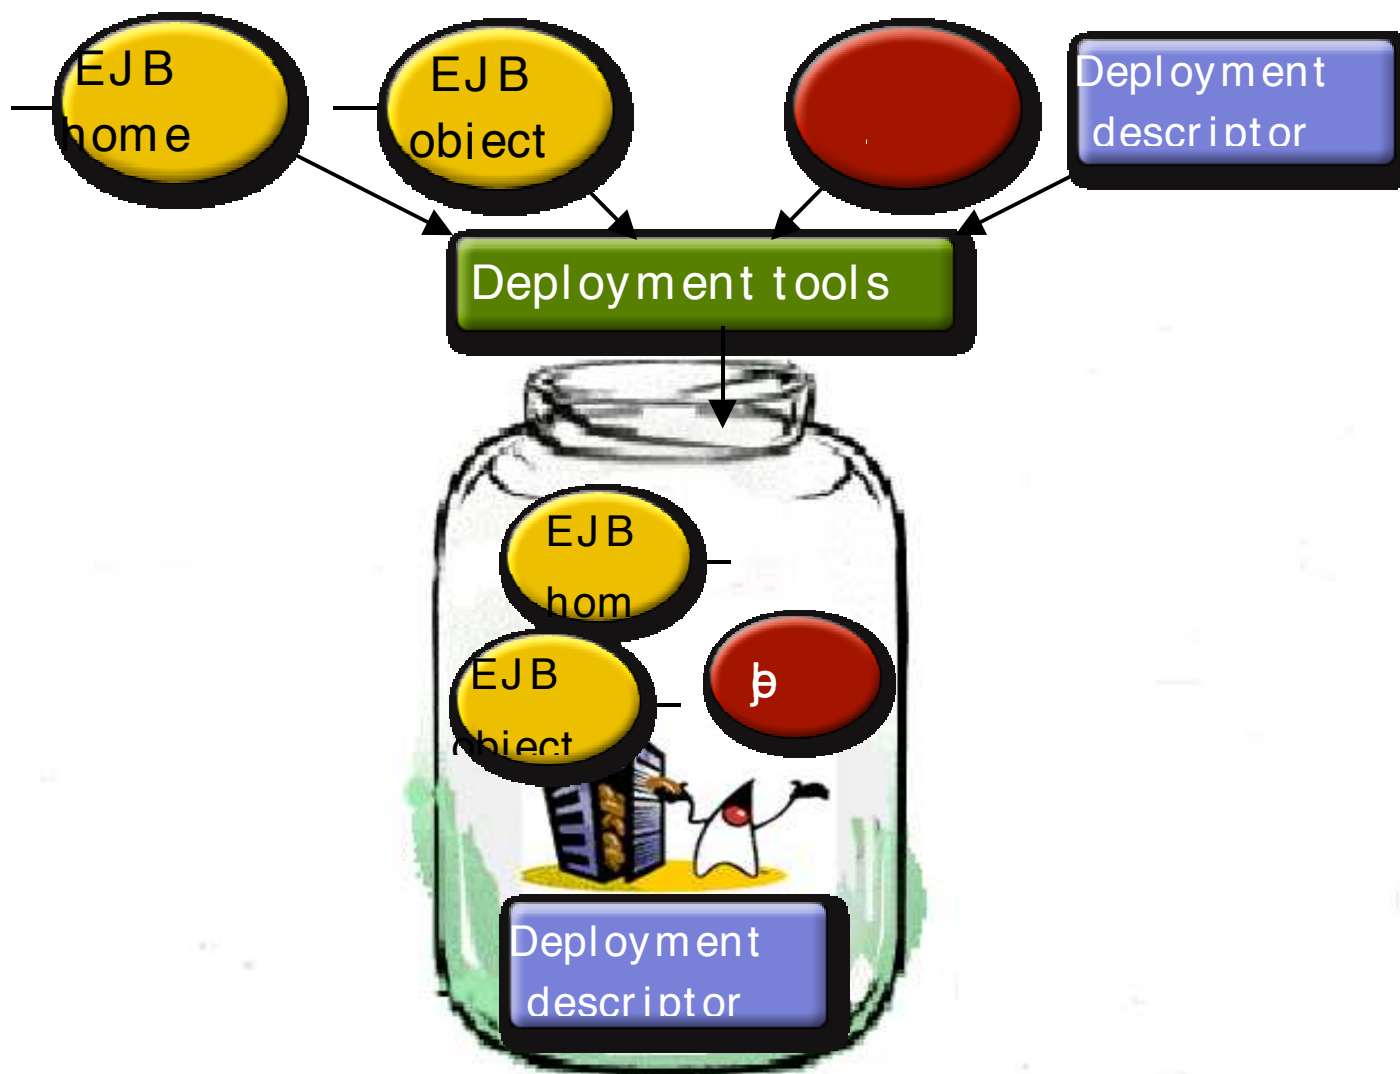 EJB
home
EJB
object
Deployment
descriptor
Deployment tools
EJB
hom
EJB
object
Deployment
descriptor